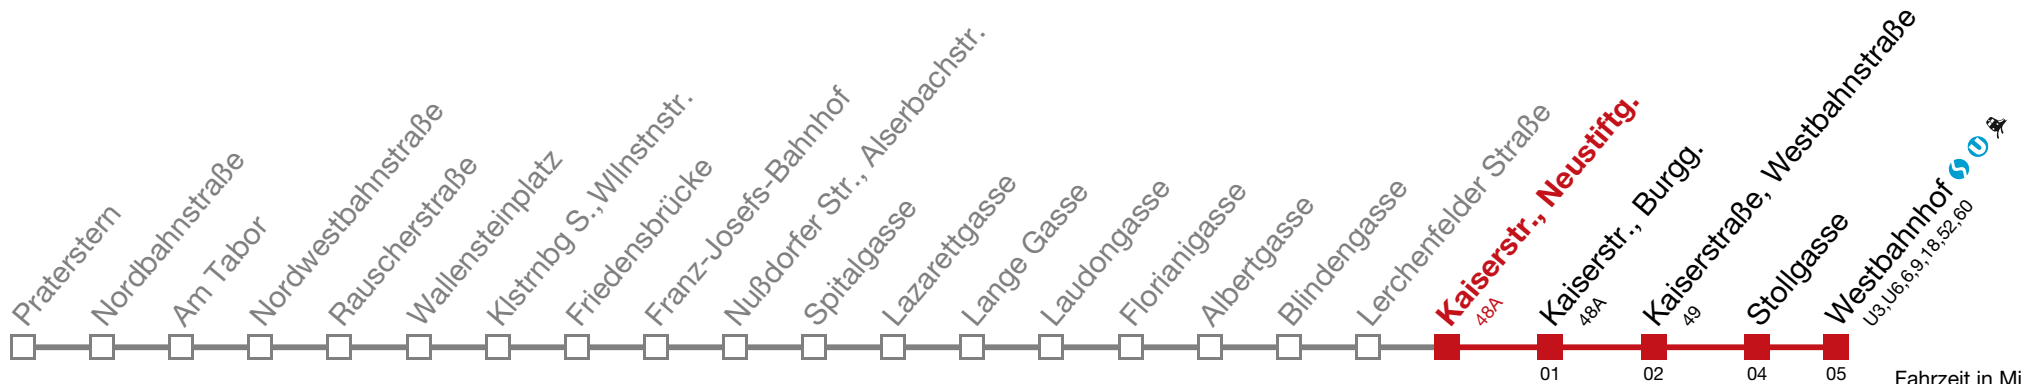 Praterstern
Nordbahnstraße
Am Tabor
Nordwestbahnstraße
Rauscherstraße
Wallensteinplatz
Klstrnbg S.,Wllnstnstr.
Friedensbrücke
Franz-Josefs-Bahnhof
Nußdorfer Str., Alserbachstr.
Spitalgasse
Lazarettgasse
Lange Gasse
Laudongasse
Florianigasse
Albertgasse
Blindengasse
Lerchenfelder Straße
Kaiserstr., Neustiftg.
48A
Kaiserstr., Burgg.
48A
Kaiserstraße, Westbahnstraße
49
Stollgasse
Westbahnhof S U
U3,U6,6,9,18,52,60
01 02 04 05
Fahrzeit in Mi